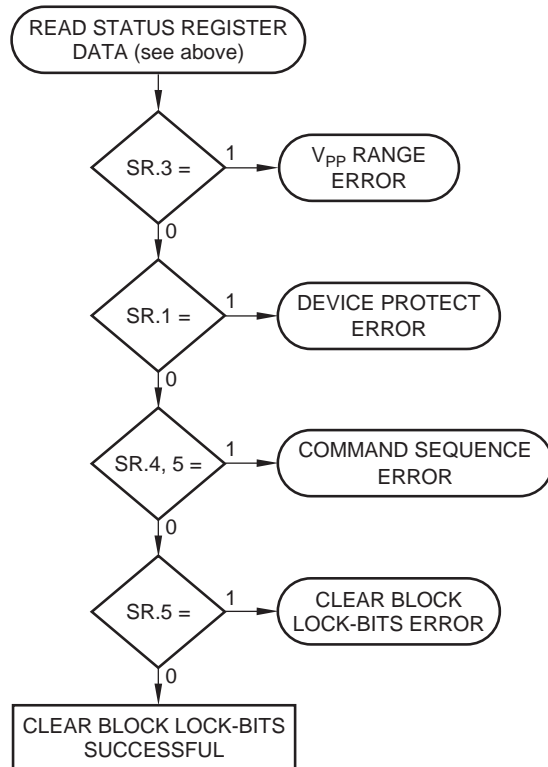 READ STATUS REGISTER
DATA (see above)
SR.3 =
1
VPP RANGE
ERROR
0
SR.1 =
1
DEVICE PROTECT
ERROR
0
SR.4, 5 =
1
COMMAND SEQUENCE
ERROR
0
SR.5 =
1
CLEAR BLOCK
LOCK-BITS ERROR
0
CLEAR BLOCK LOCK-BITS
SUCCESSFUL